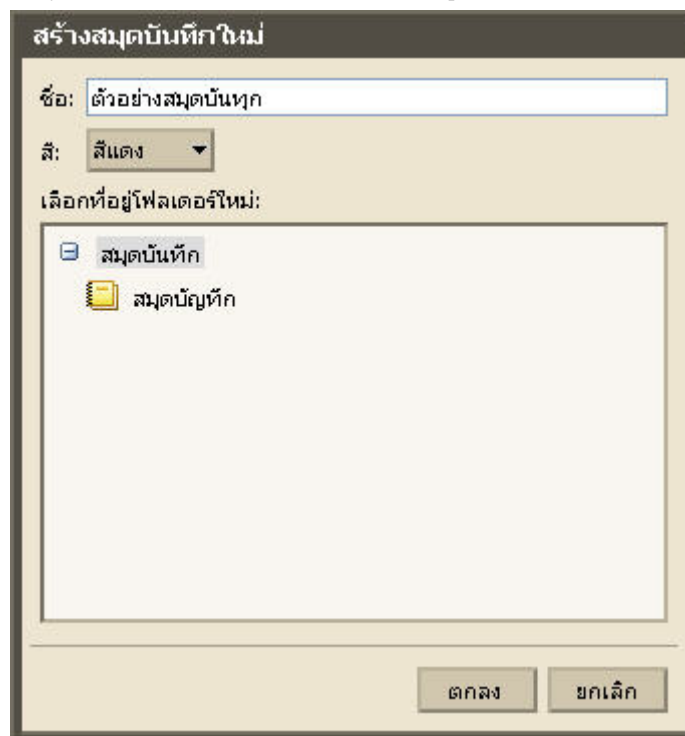 สร้างสมุดบันทึกใหม่
ชื่อ: ตัวอย่างสมุดบันทุก
สี: สีแดง
เลือกที่อยู่โฟลเดอร์ใหม่:
สมุดบันทึก
สมุดบัญทึก
ตกลง ยกเลิก